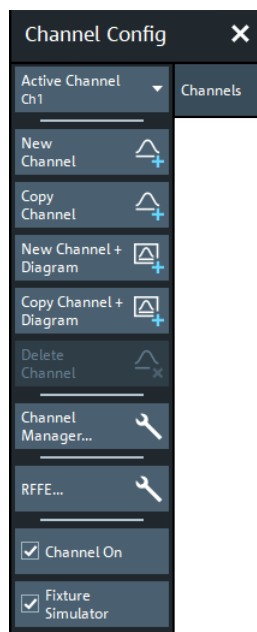 Channel Config
Active Channel
Ch1
Channels
New
Channel
Copy
Channel
New Channel +
Diagram
Copy Channel +
Diagram
Delete
Channel
Channel
Manager...
RFFE...
Channel On
Fixture
Simulator